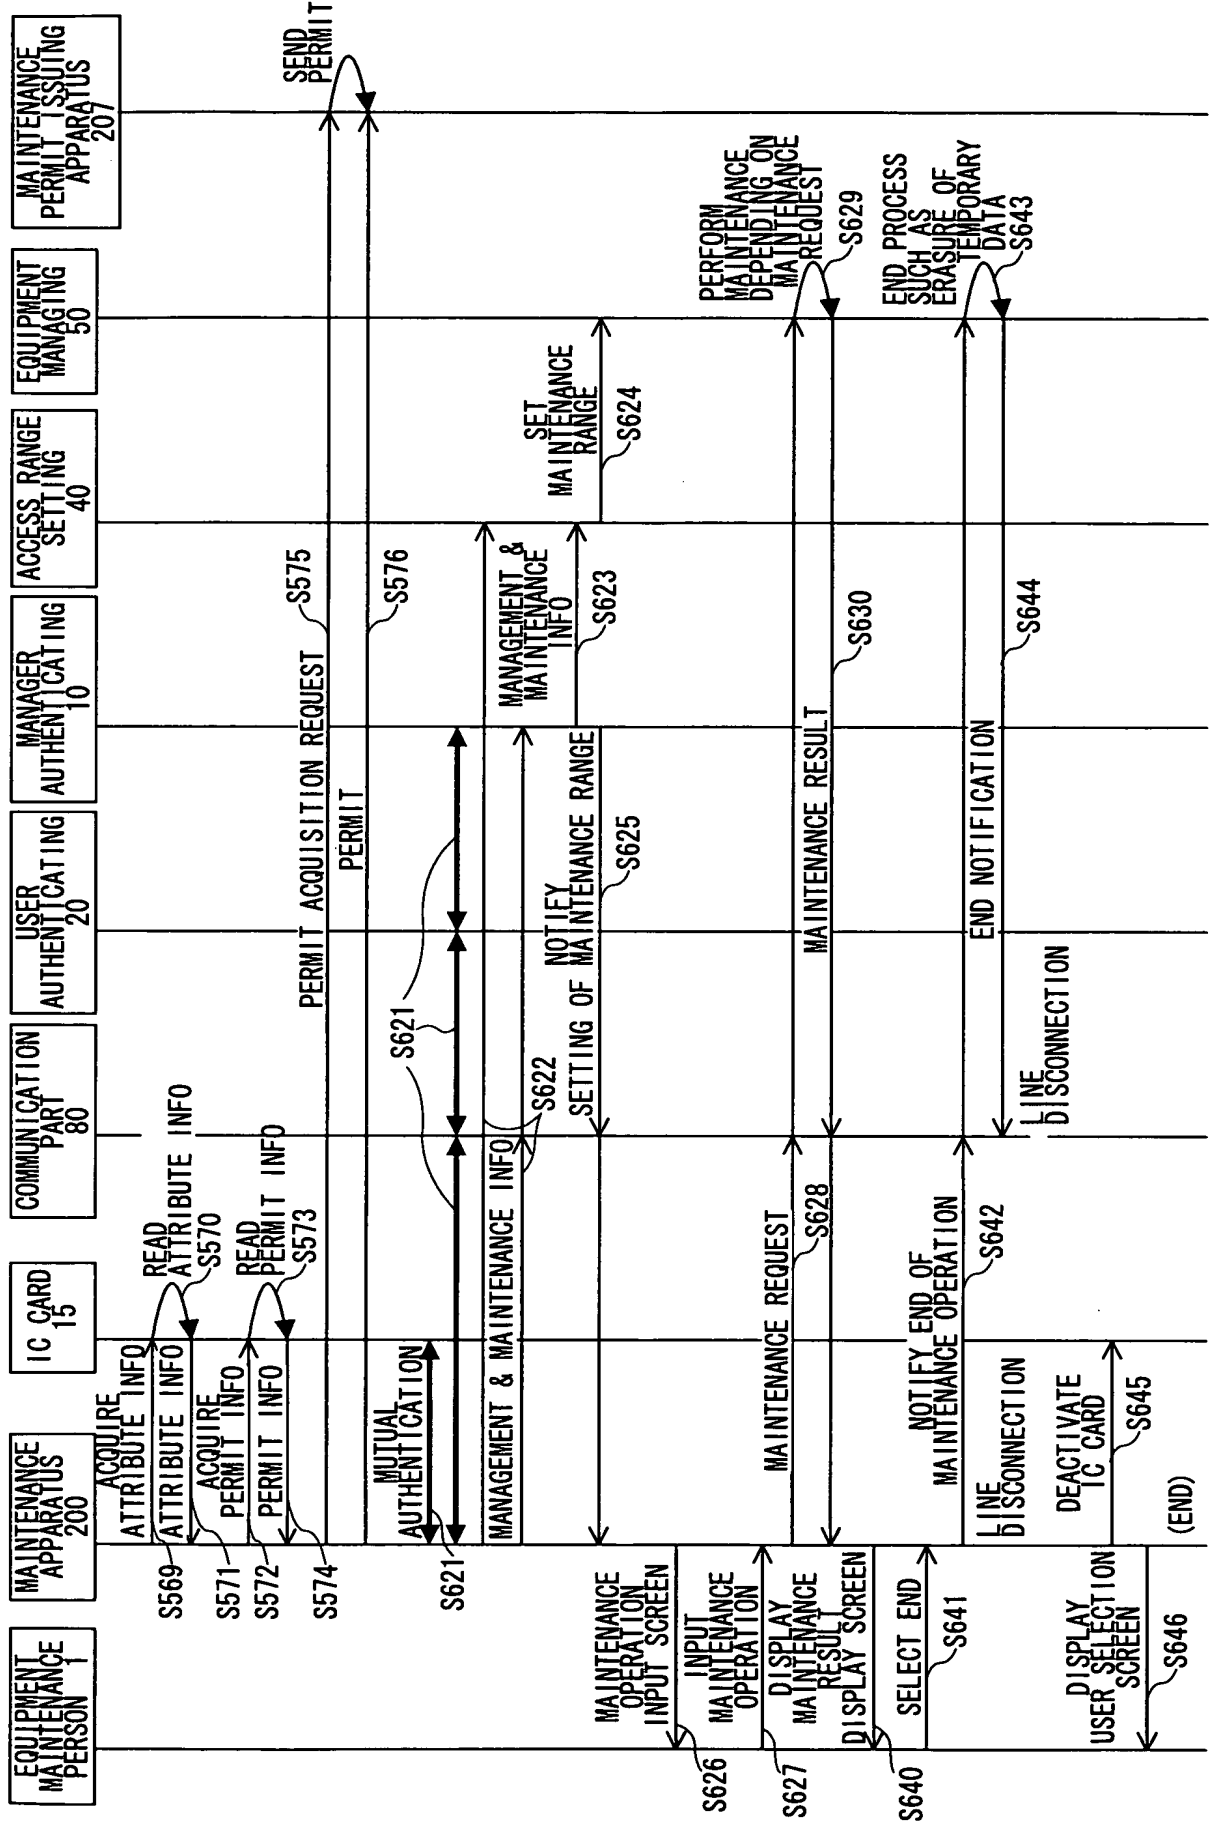 EQUIPMENT
MAINTENANCE
PERSON 1
MAINTENANCE
APPARATUS
200
IC CARD
15
COMMUNICATION
PART
80
USER
AUTHENTICATING
20
MANAGER
AUTHENTICATING
10
ACCESS RANGE
SETTING
40
EQUIPMENT
MANAGING
50
MAINTENANCE
PERMIT ISSUING
APPARATUS
207
ACQUIRE
ATTRIBUTE INFO
S569
READ
ATTRIBUTE INFO
S570
ATTRIBUTE INFO
S571
ACQUIRE
PERMIT INFO
S572
READ
PERMIT INFO
S573
PERMIT INFO
S574
PERMIT ACQUISITION REQUEST
S575
SEND
PERMIT
PERMIT
S576
MUTUAL
AUTHENTICATION
S621
S621
MANAGEMENT & MAINTENANCE INFO
S622
MANAGEMENT &
MAINTENANCE
INFO
S623
SET
MAINTENANCE
RANGE
S624
NOTIFY
SETTING OF MAINTENANCE RANGE
S625
MAINTENANCE
OPERATION
INPUT SCREEN
S626
INPUT
MAINTENANCE
OPERATION
S627
MAINTENANCE REQUEST
S628
PERFORM
MAINTENANCE
DEPENDING ON
MAINTENANCE
REQUEST
S629
MAINTENANCE RESULT
S630
DISPLAY
MAINTENANCE
RESULT
DISPLAY SCREEN
S640
SELECT END
S641
NOTIFY END OF
MAINTENANCE OPERATION
S642
END PROCESS
SUCH AS
ERASURE OF
TEMPORARY
DATA
S643
END NOTIFICATION
S644
LINE
DISCONNECTION
LINE
DISCONNECTION
DEACTIVATE
IC CARD
S645
DISPLAY
USER SELECTION
SCREEN
S646
(END)